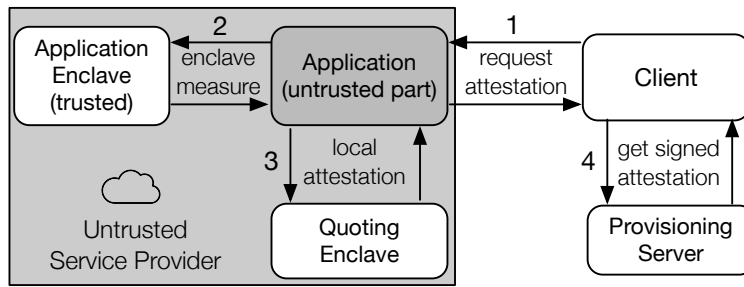 2
1
Application
Enclave
(trusted)
enclave
measure
Application
(untrusted part)
request
attestation
Client
3
local
attestation
4
get signed
attestation
Untrusted
Service Provider
Quoting
Enclave
Provisioning
Server